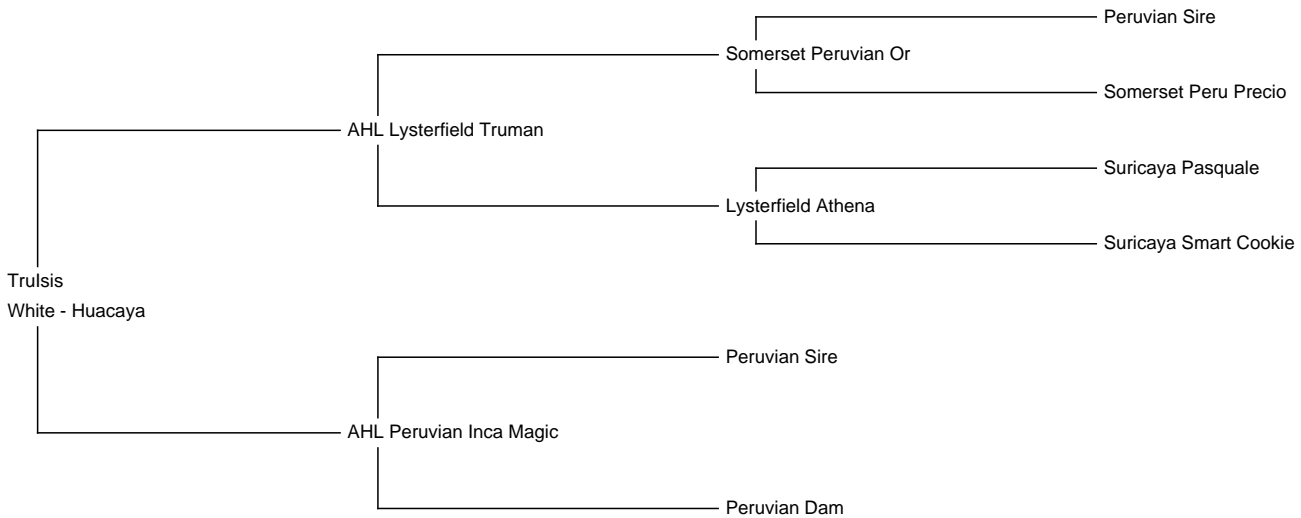 Peruvian Sire
Somerset Peruvian Or
Somerset Peru Precio
AHL Lysterfield Truman
Suricaya Pasquale
Lysterfield Athena
Suricaya Smart Cookie
TruIsis
White - Huacaya
Peruvian Sire
AHL Peruvian Inca Magic
Peruvian Dam